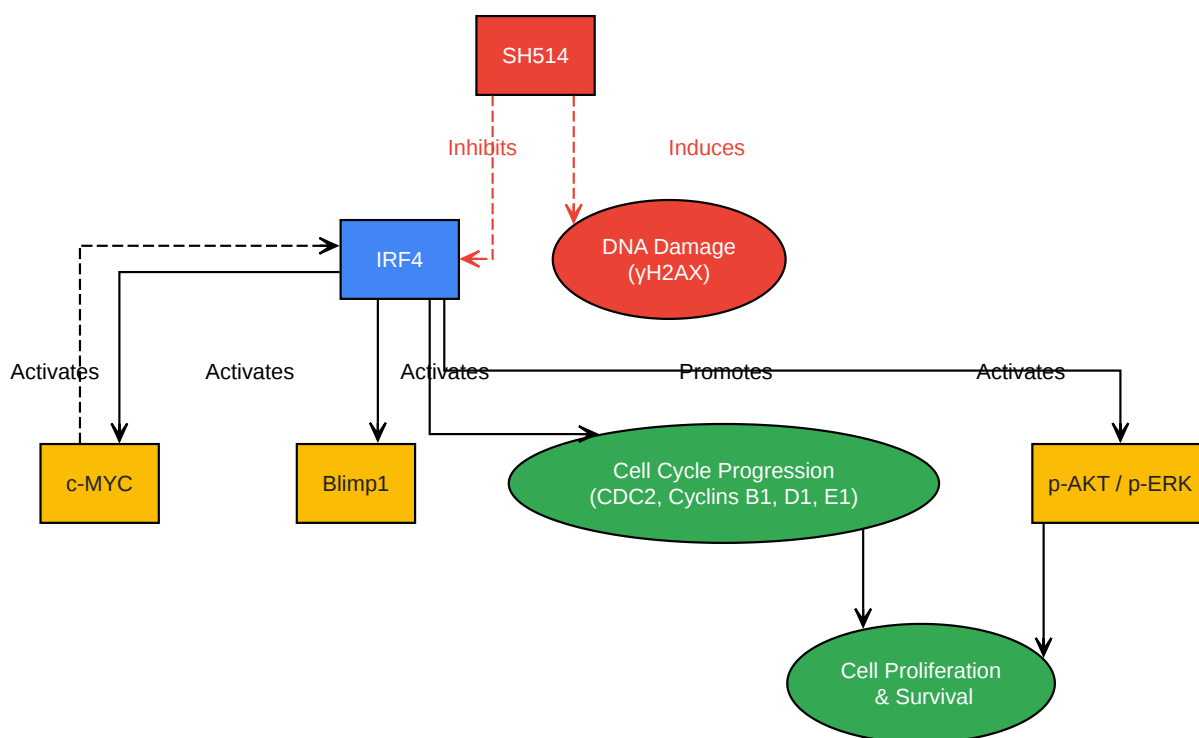 SH514
Inhibits
Induces
IRF4
DNA Damage
(γH2AX)
Activates
Activates
Activates
Promotes
Activates
c-MYC
Blimp1
Cell Cycle Progression
(CDC2, Cyclins B1, D1, E1)
p-AKT / p-ERK
Cell Proliferation
& Survival